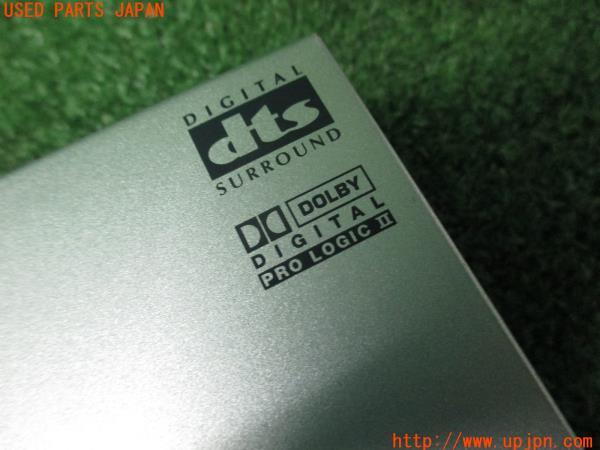 USED PARTS JAPAN
DIGITAL
dts
SURROUND
DOLBY
DIGITAL
PRO LOGIC II
http://www.upjpn.com